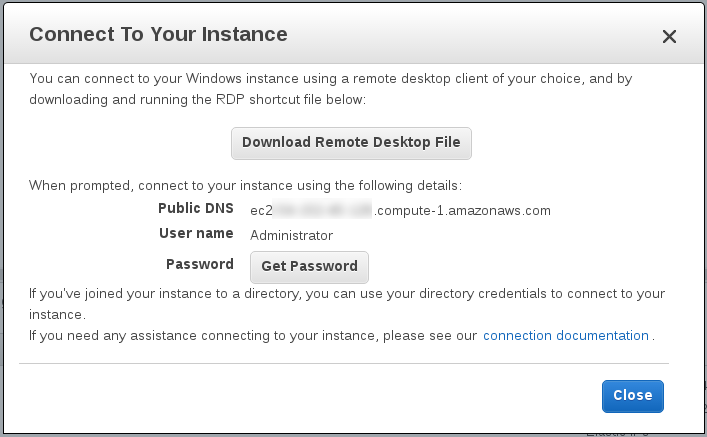 Connect To Your Instance
You can connect to your Windows instance using a remote desktop client of your choice, and by
downloading and running the RDP shortcut file below:
Download Remote Desktop File
When prompted, connect to your instance using the following details:
Public DNS ec2 .compute-1.amazonaws.com
User name Administrator
Password Get Password
If you've joined your instance to a directory, you can use your directory credentials to connect to your
instance.
If you need any assistance connecting to your instance, please see our connection documentation .
Close